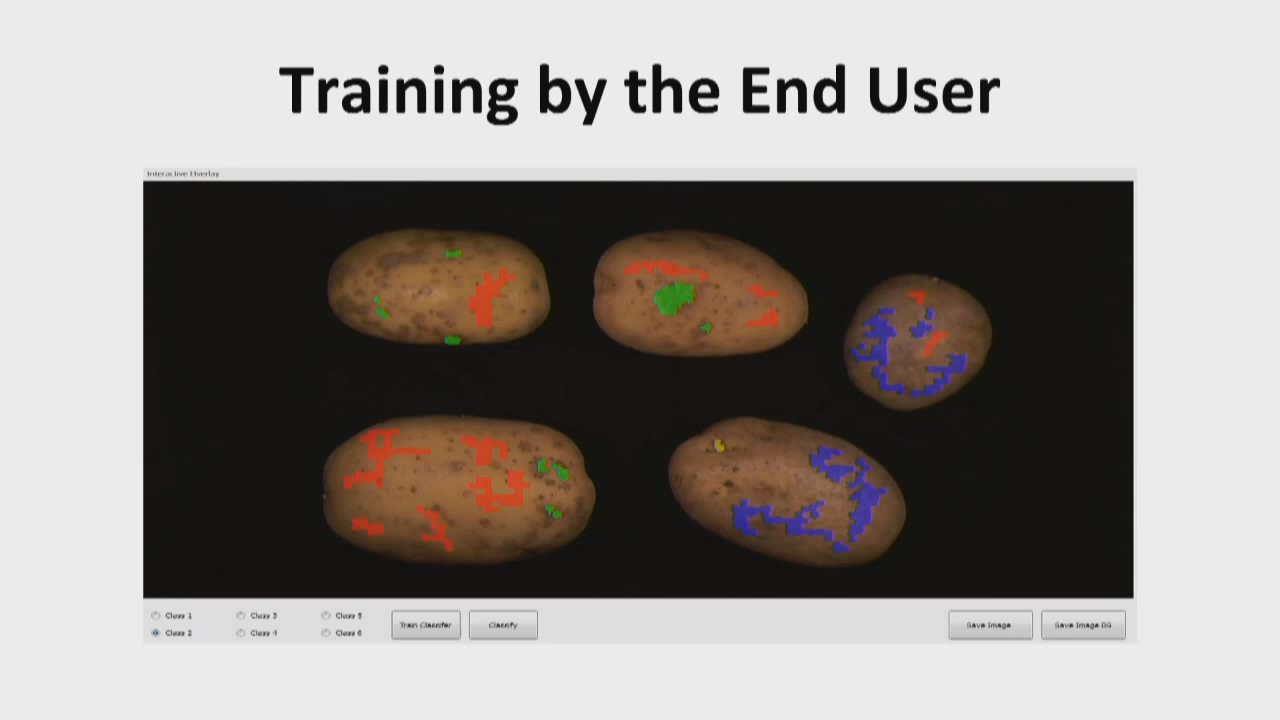 Training by the End User
Interactive Overlay
Class 1
Class 3
Class 5
Class 2
Class 4
Class 6
Train Classifier
Classify
Save Image
Save Image BG